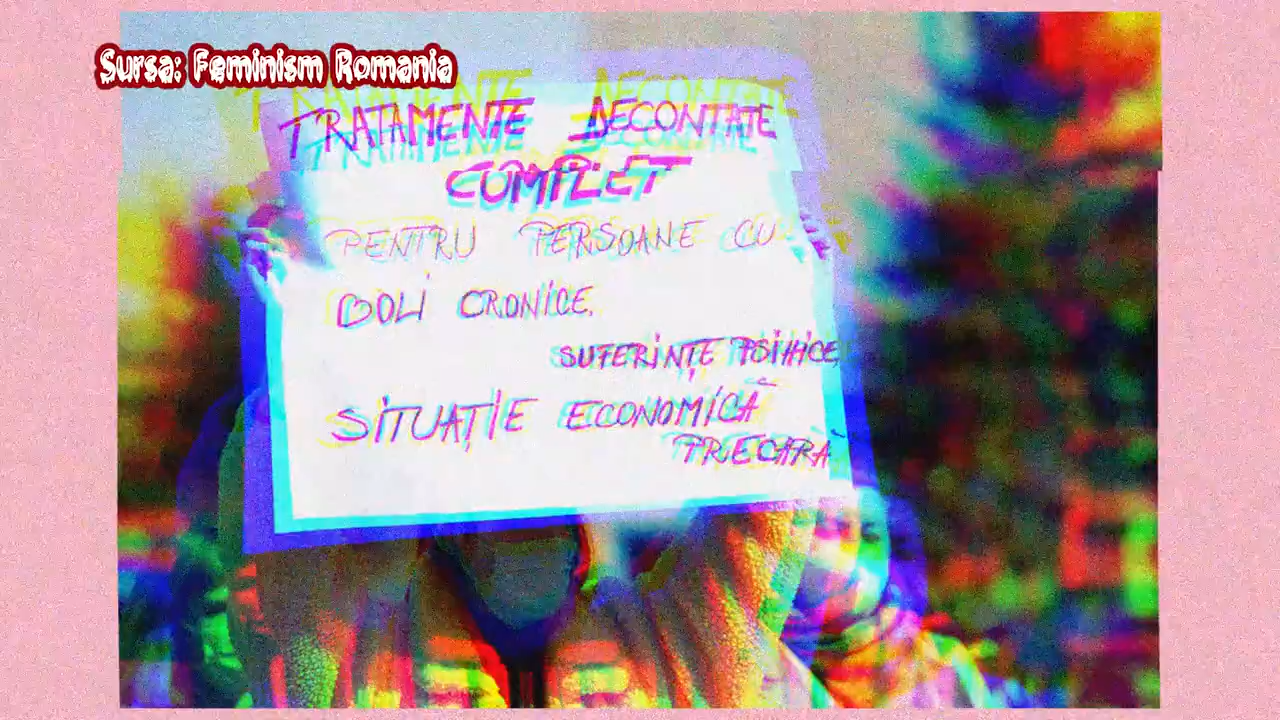 Sursa: Feminism Romania
TRATAMENTE DECONTATE
COMPLET
PENTRU PERSOANE CU
BOLI CRONICE,
SUFERINȚE PSIHICE,
SITUAȚIE ECONOMICĂ
PRECARĂ